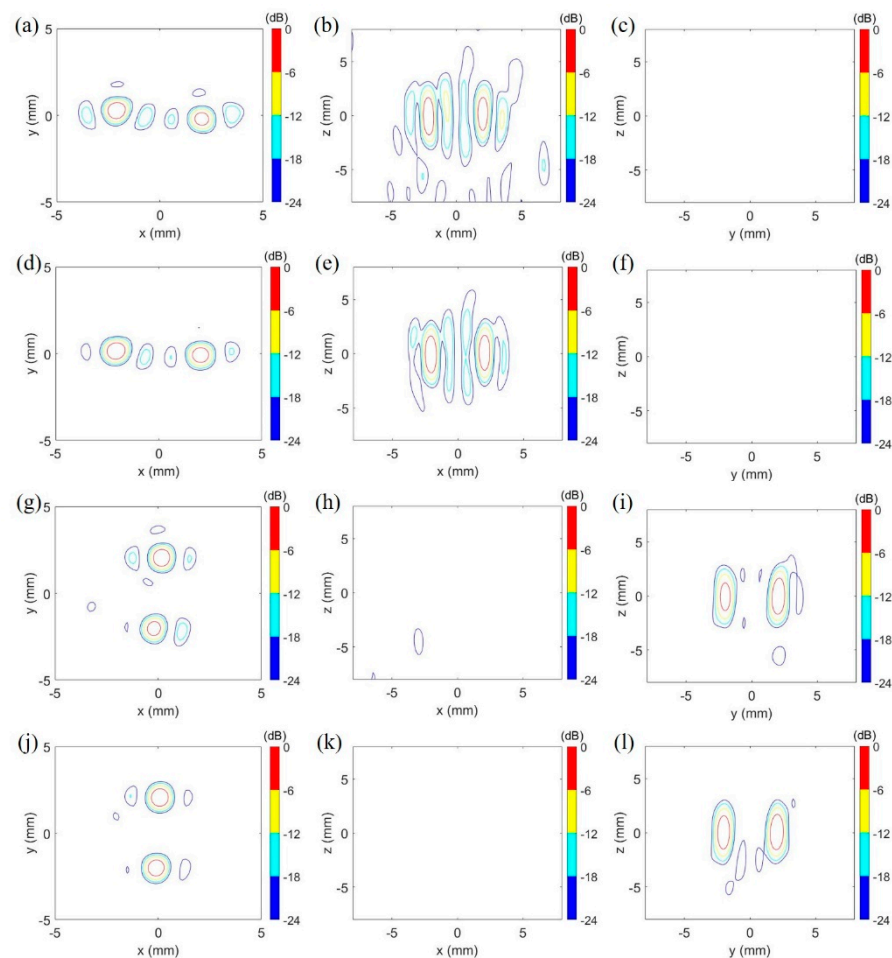 (a) (dB) (b) (dB) (c) (dB)
5 0 0 0
5 5
-6 -6 -6
y (mm) 0 -12 z (mm) 0 -12 z (mm) 0 -12
-18 -5 -18 -5 -18
-5 -24 -24 -24
-5 0 5 -5 0 5 -5 0 5
x (mm) x (mm) y (mm)
(d) (dB) (e) (dB) (f) (dB)
5 0 0 0
5 5
-6 -6 -6
y (mm) 0 -12 z (mm) 0 -12 z (mm) 0 -12
-18 -5 -18 -5 -18
-5 -24 -24 -24
-5 0 5 -5 0 5 -5 0 5
x (mm) x (mm) y (mm)
(g) (dB) (h) (dB) (i) (dB)
5 0 0 0
5 5
-6 -6 -6
y (mm) 0 -12 z (mm) 0 -12 z (mm) 0 -12
-18 -5 -18 -5 -18
-5 -24 -24 -24
-5 0 5 -5 0 5 -5 0 5
x (mm) x (mm) y (mm)
(j) (dB) (k) (dB) (l) (dB)
5 0 0 0
5 5
-6 -6 -6
y (mm) 0 -12 z (mm) 0 -12 z (mm) 0 -12
-18 -5 -18 -5 -18
-5 -24 -24 -24
-5 0 5 -5 0 5 -5 0 5
x (mm) x (mm) y (mm)